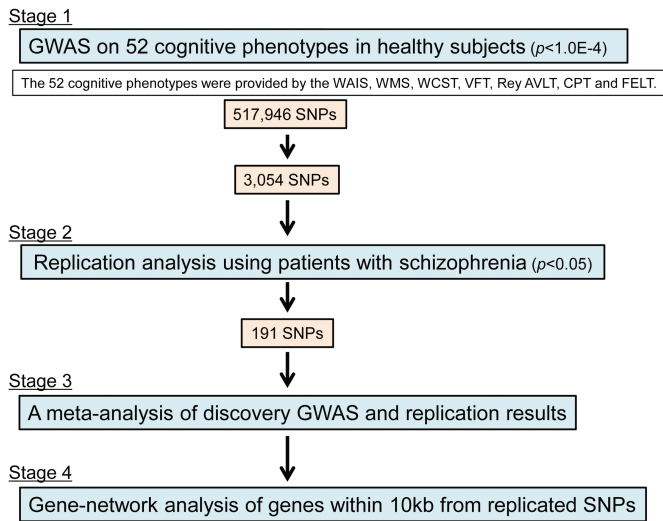 Stage 1
GWAS on 52 cognitive phenotypes in healthy subjects (p<1.0E-4)
The 52 cognitive phenotypes were provided by the WAIS, WMS, WCST, VFT, Rey AVLT, CPT and FELT.
517,946 SNPs
3,054 SNPs
Stage 2
Replication analysis using patients with schizophrenia (p<0.05)
191 SNPs
Stage 3
A meta-analysis of discovery GWAS and replication results
Stage 4
Gene-network analysis of genes within 10kb from replicated SNPs